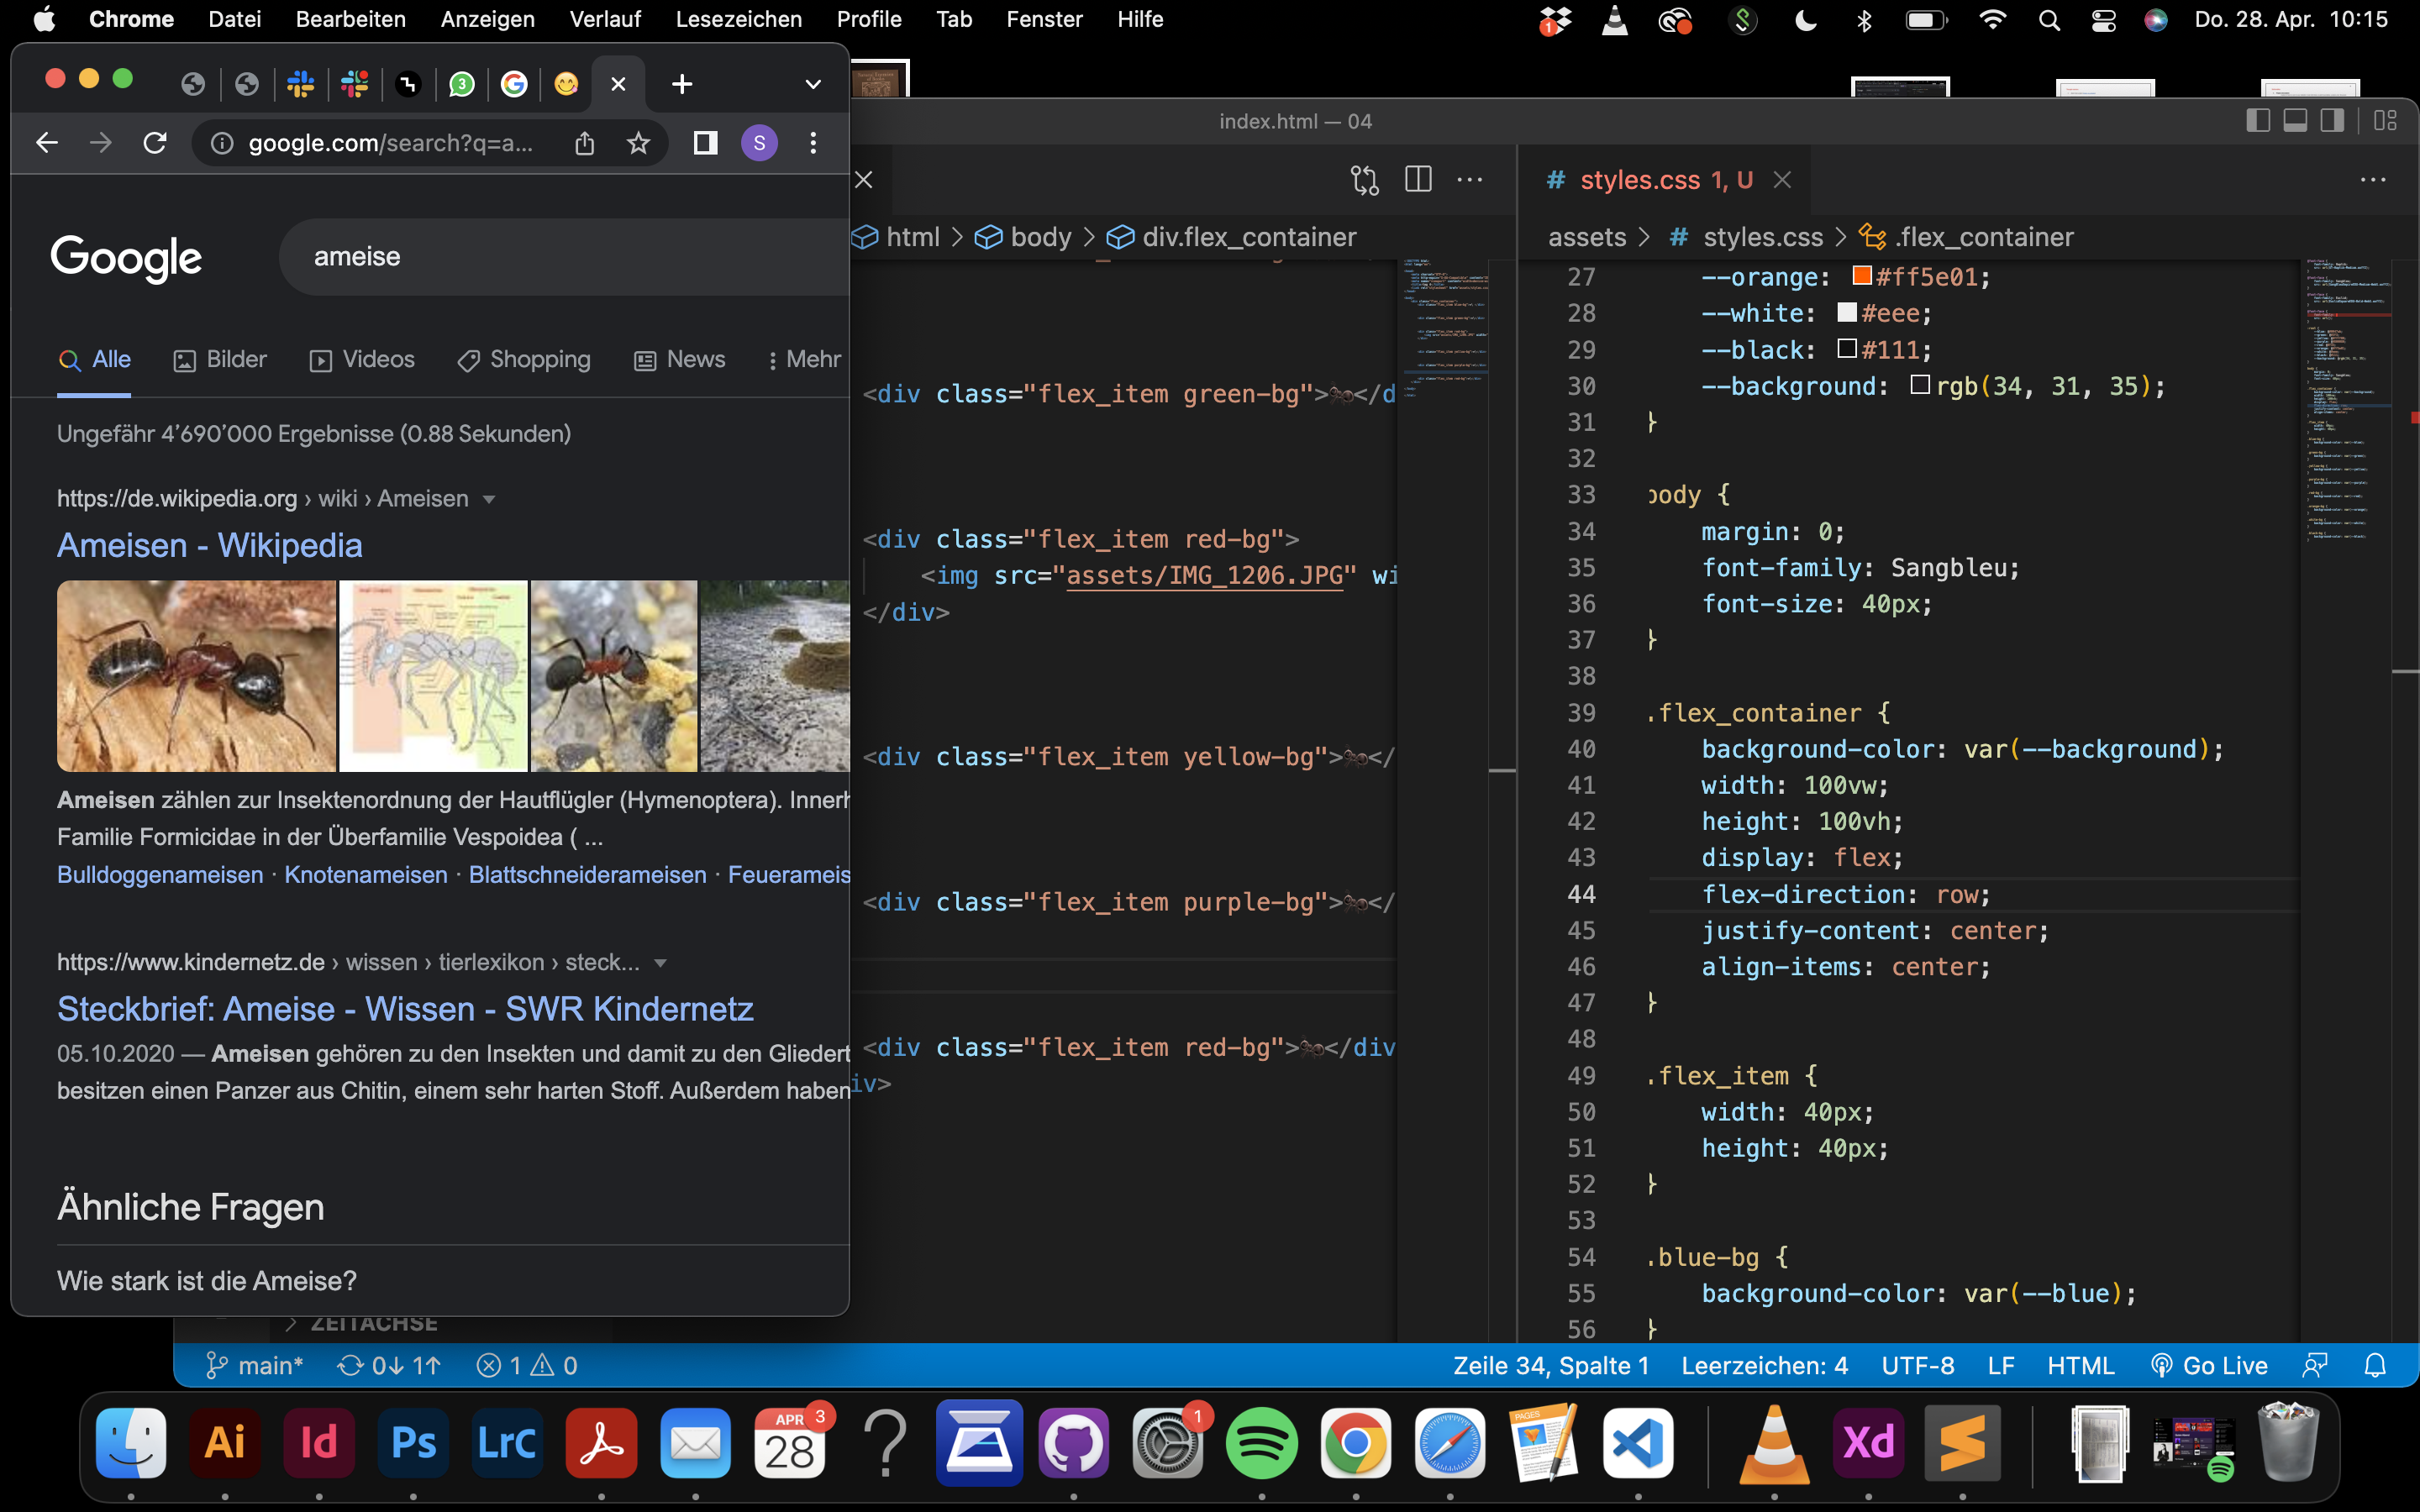 Chrome Datei Bearbeiten Anzeigen Verlauf Lesezeichen Profile Tab Fenster Hilfe
1
Do. 28. Apr. 10:15
3
google.com/search?q=a...
S
Google
ameise
Alle Bilder Videos Shopping News Mehr
Ungefähr 4’690’000 Ergebnisse (0.88 Sekunden)
https://de.wikipedia.org › wiki › Ameisen
Ameisen - Wikipedia
Ameisen zählen zur Insektenordnung der Hautflügler (Hymenoptera). Innerh
Familie Formicidae in der Überfamilie Vespoidea ( ...
Bulldoggenameisen · Knotenameisen · Blattschneiderameisen · Feuerameis
https://www.kindernetz.de › wissen › tierlexikon › steck...
Steckbrief: Ameise - Wissen - SWR Kindernetz
05.10.2020 — Ameisen gehören zu den Insekten und damit zu den Gliedert
besitzen einen Panzer aus Chitin, einem sehr harten Stoff. Außerdem haben
Ähnliche Fragen
Wie stark ist die Ameise?
index.html — 04
html > body > div.flex_container
<div class="flex_item green-bg">🐜</d
<div class="flex_item red-bg">
<img src="assets/IMG_1206.JPG" wi
</div>
<div class="flex_item yellow-bg">🐜</
<div class="flex_item purple-bg">🐜</
<div class="flex_item red-bg">🐜</div
iv>
# styles.css 1, U
assets > # styles.css > .flex_container
27 --orange: #ff5e01;
28 --white: #eee;
29 --black: #111;
30 --background: rgb(34, 31, 35);
31 }
32
33 body {
34 margin: 0;
35 font-family: Sangbleu;
36 font-size: 40px;
37 }
38
39 .flex_container {
40 background-color: var(--background);
41 width: 100vw;
42 height: 100vh;
43 display: flex;
44 flex-direction: row;
45 justify-content: center;
46 align-items: center;
47 }
48
49 .flex_item {
50 width: 40px;
51 height: 40px;
52 }
53
54 .blue-bg {
55 background-color: var(--blue);
56 }
> ZEITACHSE
main* 0↓ 1↑ 1 0
Zeile 34, Spalte 1 Leerzeichen: 4 UTF-8 LF HTML Go Live
Ai Id Ps LrC
APR 3
28
?
1
PAGES
Xd